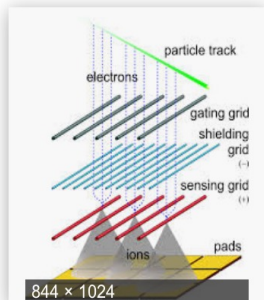 particle track
electrons
gating grid
shielding
grid
(−)
sensing grid
(+)
ions
pads
844 × 1024